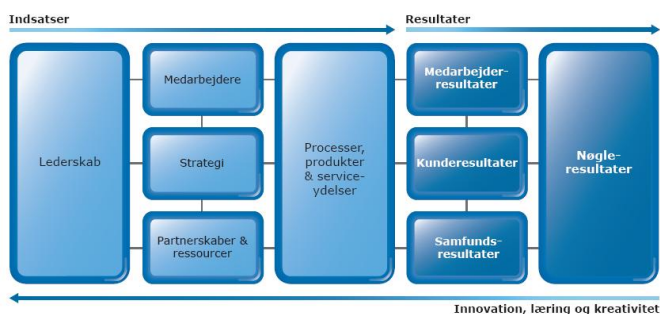 Indsatser
Resultater
Lederskab
Medarbejdere
Strategi
Partnerskaber &
ressourcer
Processer,
produkter
& service-
ydelser
Medarbejder-
resultater
Kunderesultater
Samfunds-
resultater
Nøgle-
resultater
Innovation, læring og kreativitet